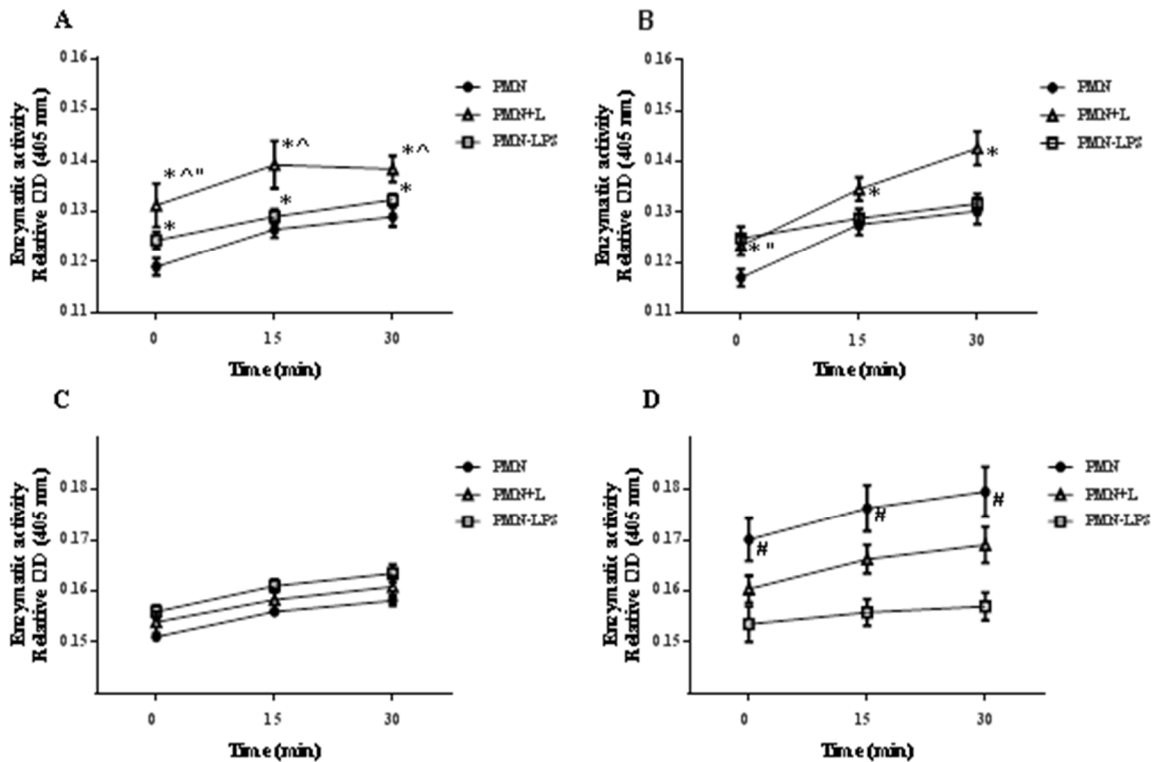 A
Enzymatic activity
Relative OD (405 nm)
0.16
0.15
0.14
0.13
0.12
0.11
* ^ "
*
*^
*
*^
*
0 15 30
Time (min)
PMN
PMN+L
PMN-LPS
B
Enzymatic activity
Relative OD (405 nm)
0.16
0.15
0.14
0.13
0.12
0.11
* "
*
*
0 15 30
Time (min)
PMN
PMN+L
PMN-LPS
C
Enzymatic activity
Relative OD (405 nm)
0.18
0.17
0.16
0.15
0 15 30
Time (min)
PMN
PMN+L
PMN-LPS
D
Enzymatic activity
Relative OD (405 nm)
0.18
0.17
0.16
0.15
#
#
#
0 15 30
Time (min)
PMN
PMN+L
PMN-LPS